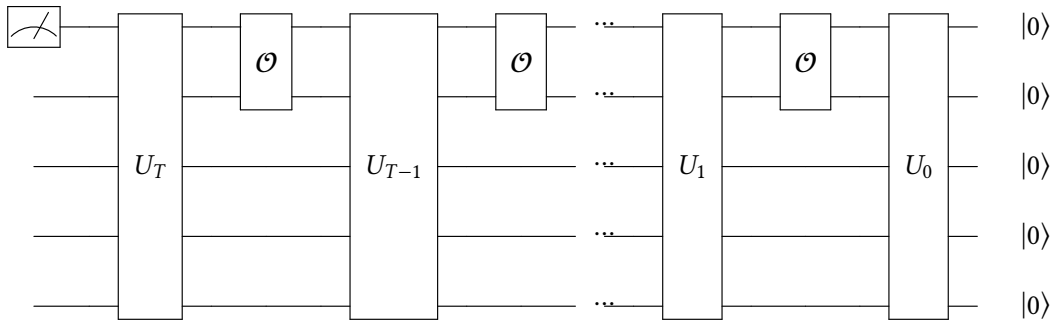 ... |0⟩
𝒪 𝒪 𝒪
... |0⟩
U_T U_{T−1} ... U_1 U_0 |0⟩
... |0⟩
... |0⟩